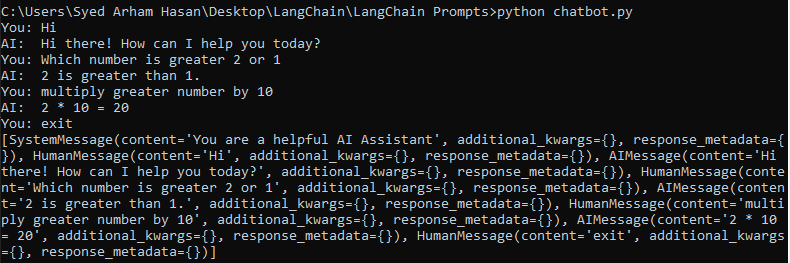 C:\Users\Syed Arham Hasan\Desktop\LangChain\LangChain Prompts>python chatbot.py
You: Hi
AI:  Hi there! How can I help you today?
You: Which number is greater 2 or 1
AI:  2 is greater than 1.
You: multiply greater number by 10
AI:  2 * 10 = 20
You: exit
[SystemMessage(content='You are a helpful AI Assistant', additional_kwargs={}, response_metadata={
}), HumanMessage(content='Hi', additional_kwargs={}, response_metadata={}), AIMessage(content='Hi
there! How can I help you today?', additional_kwargs={}, response_metadata={}), HumanMessage(conte
nt='Which number is greater 2 or 1', additional_kwargs={}, response_metadata={}), AIMessage(conten
t='2 is greater than 1.', additional_kwargs={}, response_metadata={}), HumanMessage(content='multi
ply greater number by 10', additional_kwargs={}, response_metadata={}), AIMessage(content='2 * 10
= 20', additional_kwargs={}, response_metadata={}), HumanMessage(content='exit', additional_kwargs
={}, response_metadata={})]